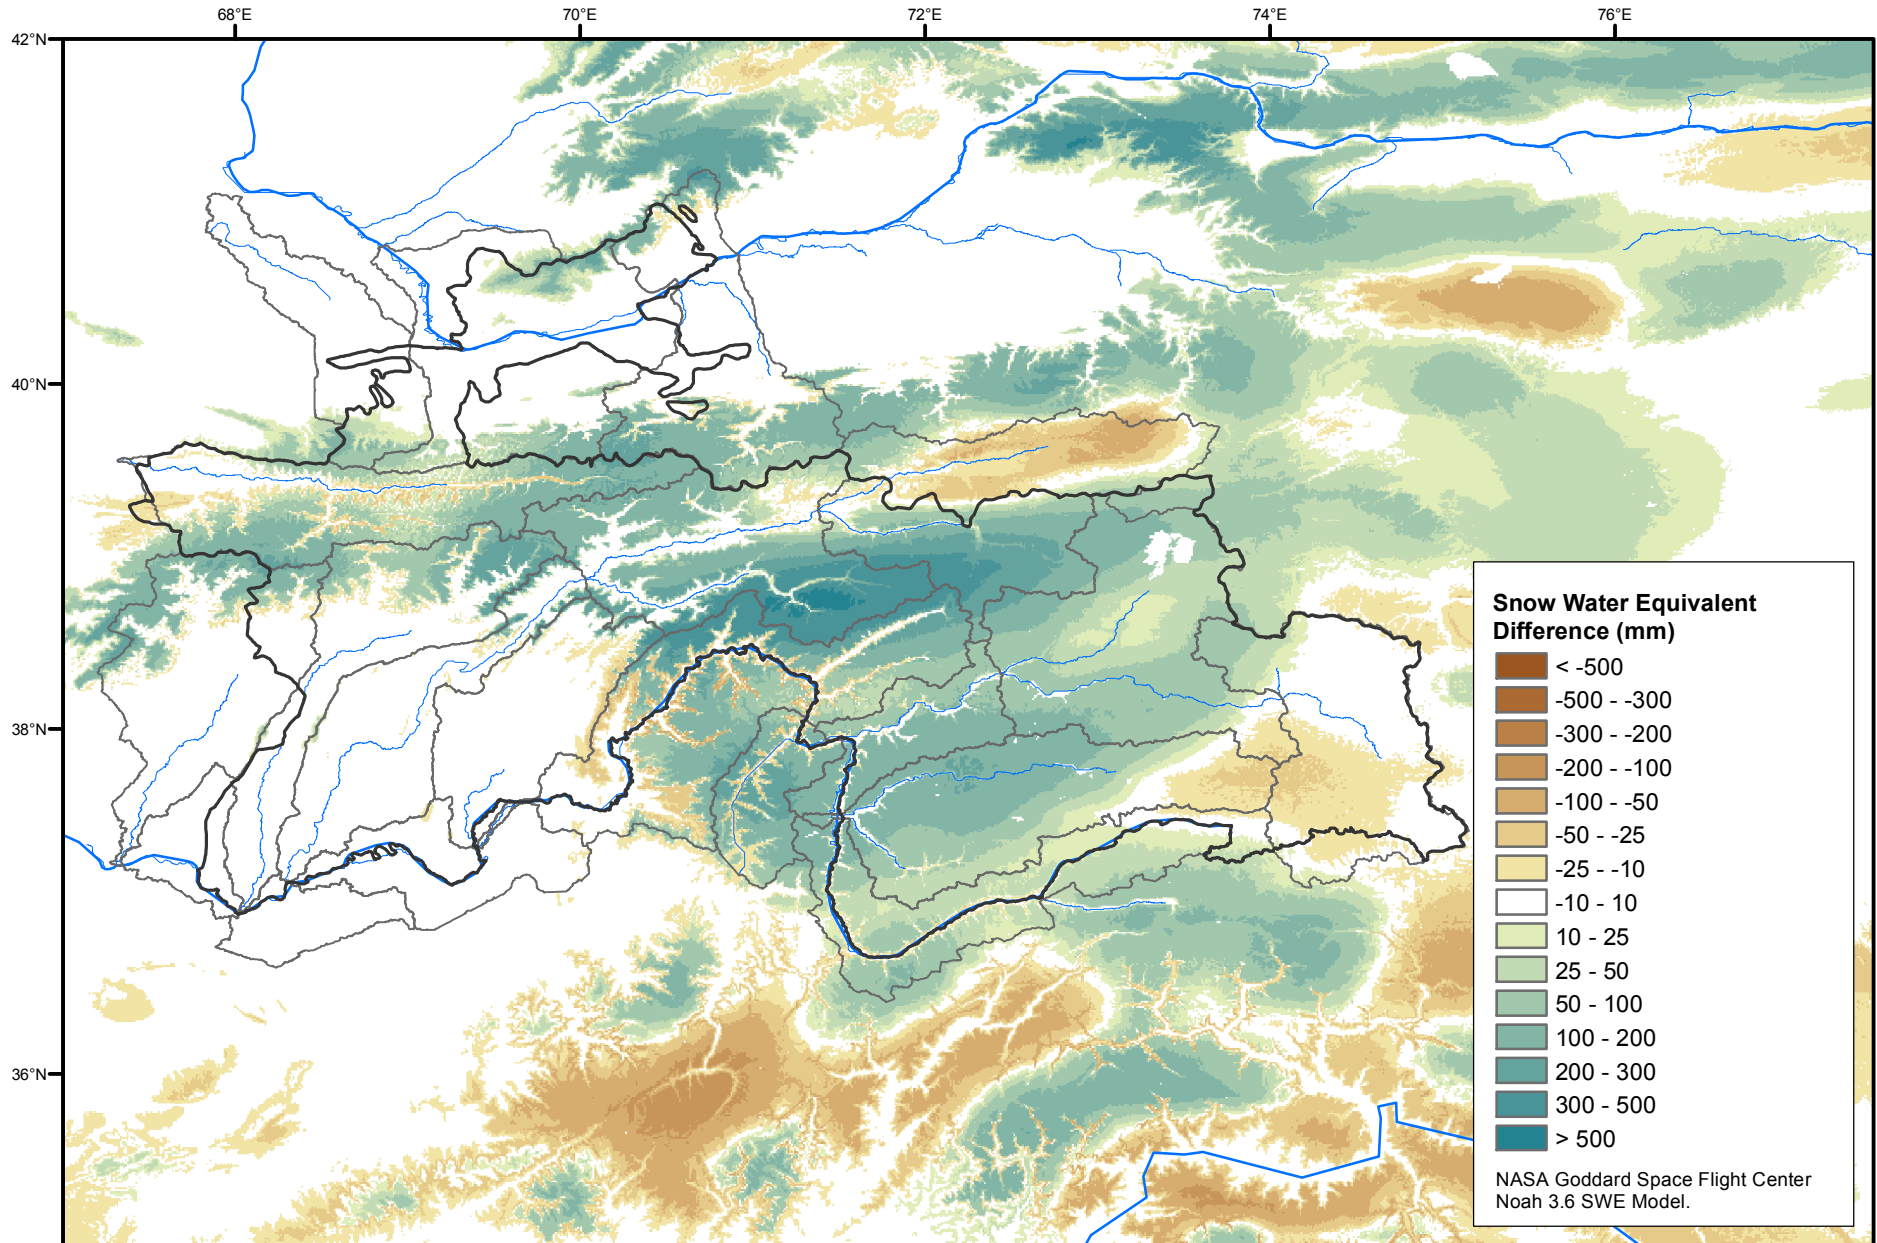 68°E
70°E
72°E
74°E
76°E
42°N
40°N
38°N
36°N
Snow Water Equivalent
Difference (mm)
< -500
-500 - -300
-300 - -200
-200 - -100
-100 - -50
-50 - -25
-25 - -10
-10 - 10
10 - 25
25 - 50
50 - 100
100 - 200
200 - 300
300 - 500
> 500
NASA Goddard Space Flight Center
Noah 3.6 SWE Model.